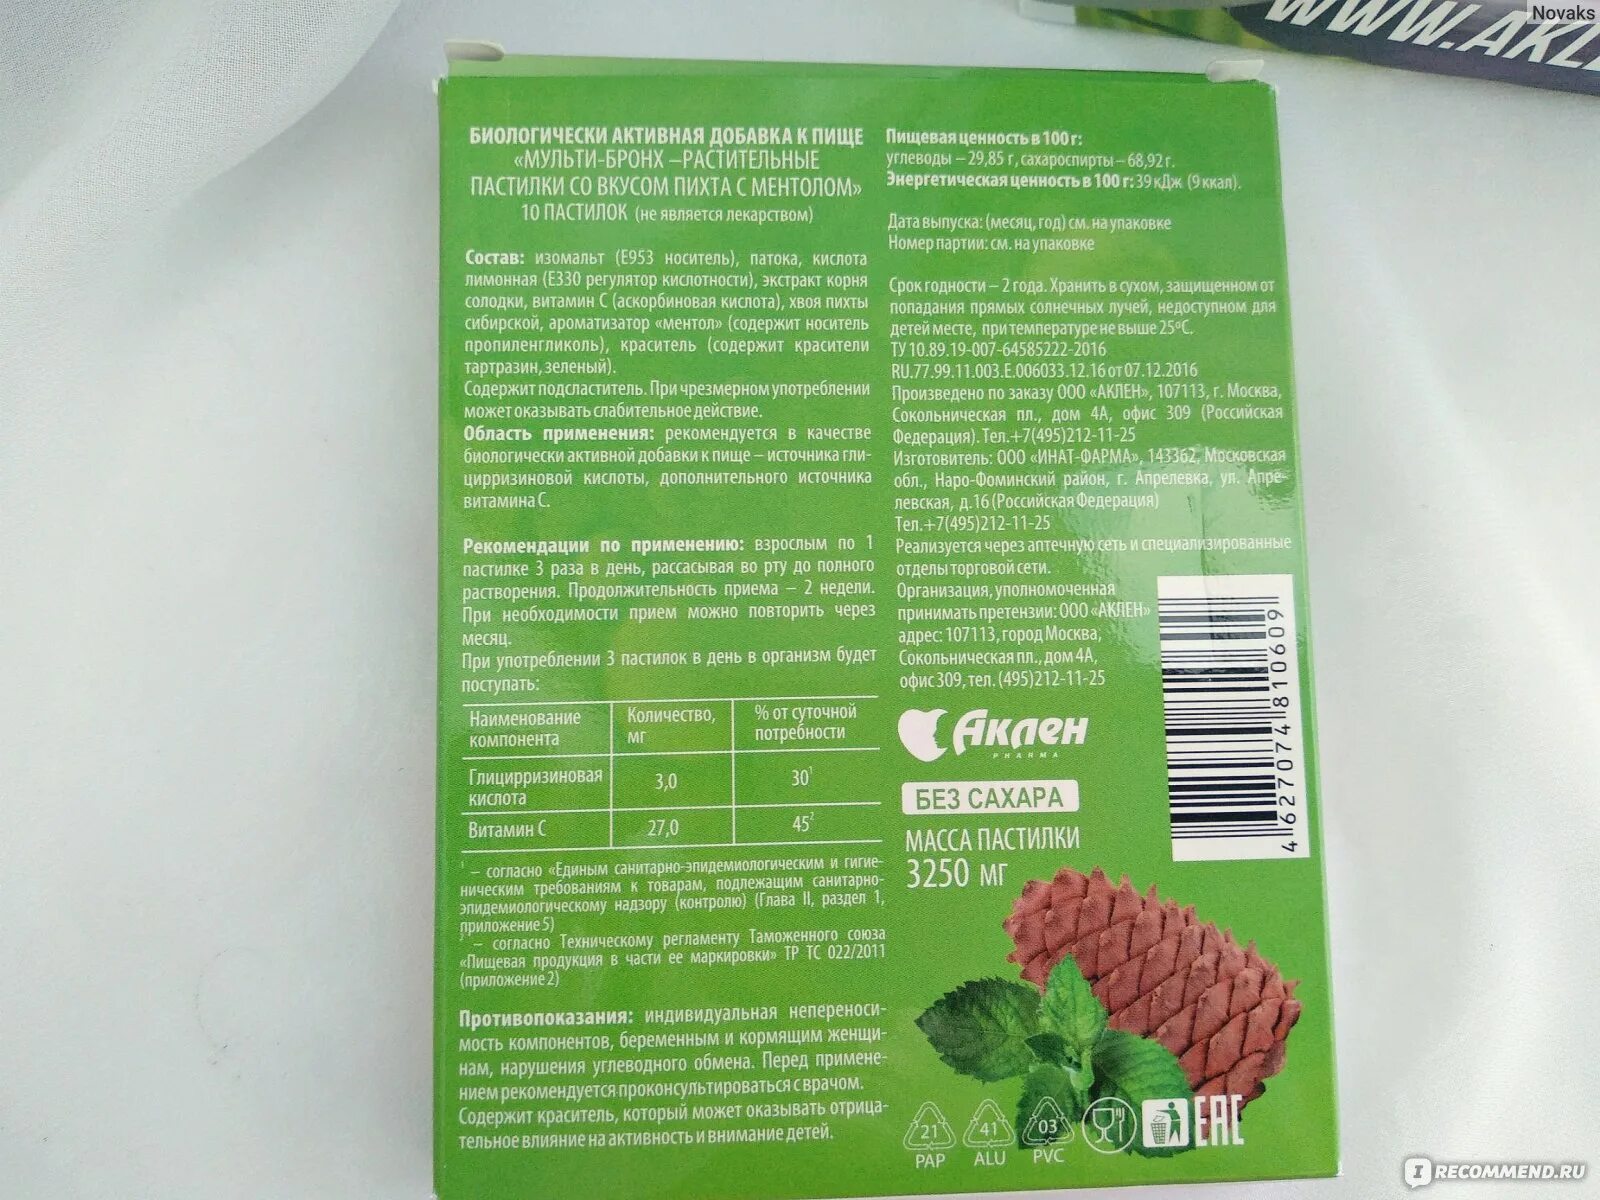 Novaks
WWW.AKL
БИОЛОГИЧЕСКИ АКТИВНАЯ ДОБАВКА К ПИЩЕ
«МУЛЬТИ-БРОНХ –РАСТИТЕЛЬНЫЕ
ПАСТИЛКИ СО ВКУСОМ ПИХТА С МЕНТОЛОМ»
10 ПАСТИЛОК (не является лекарством)
Состав: изомальт (Е953 носитель), патока, кислота
лимонная (Е330 регулятор кислотности), экстракт корня
солодки, витамин С (аскорбиновая кислота), хвоя пихты
сибирской, ароматизатор «ментол» (содержит носитель
пропиленгликоль), краситель (содержит красители
тартразин, зеленый).
Содержит подсластитель. При чрезмерном употреблении
может оказывать слабительное действие.
Область применения: рекомендуется в качестве
биологически активной добавки к пище – источника гли-
цирризиновой кислоты, дополнительного источника
витамина С.
Рекомендации по применению: взрослым по 1
пастилке 3 раза в день, рассасывая во рту до полного
растворения. Продолжительность приема – 2 недели.
При необходимости прием можно повторить через
месяц.
При употреблении 3 пастилок в день в организм будет
поступать:
Наименование компонента Количество, мг % от суточной потребности
Глицирризиновая кислота 3,0 30¹
Витамин С 27,0 45²
¹ – согласно «Единым санитарно-эпидемиологическим и гигие-
ническим требованиям к товарам, подлежащим санитарно-
эпидемиологическому надзору (контролю) (Глава II, раздел 1,
приложение 5)
² – согласно Техническому регламенту Таможенного союза
«Пищевая продукция в части ее маркировки» ТР ТС 022/2011
(приложение 2)
Противопоказания: индивидуальная непереноси-
мость компонентов, беременным и кормящим женщи-
нам, нарушения углеводного обмена. Перед примене-
нием рекомендуется проконсультироваться с врачом.
Содержит краситель, который может оказывать отрица-
тельное влияние на активность и внимание детей.
Пищевая ценность в 100 г:
углеводы – 29,85 г, сахароспирты – 68,92 г.
Энергетическая ценность в 100 г: 39 кДж (9 ккал).
Дата выпуска: (месяц, год) см. на упаковке
Номер партии: см. на упаковке
Срок годности – 2 года. Хранить в сухом, защищенном от
попадания прямых солнечных лучей, недоступном для
детей месте, при температуре не выше 25°С.
ТУ 10.89.19-007-64585222-2016
RU.77.99.11.003.Е.006033.12.16 от 07.12.2016
Произведено по заказу ООО «АКЛЕН», 107113, г. Москва,
Сокольническая пл., дом 4А, офис 309 (Российская
Федерация). Тел.+7(495)212-11-25
Изготовитель: ООО «ИНАТ-ФАРМА», 143362, Московская
обл., Наро-Фоминский район, г. Апрелевка, ул. Апре-
левская, д.16 (Российская Федерация)
Тел.+7(495)212-11-25
Реализуется через аптечную сеть и специализированные
отделы торговой сети.
Организация, уполномоченная
принимать претензии: ООО «АКЛЕН»
адрес: 107113, город Москва,
Сокольническая пл., дом 4А,
офис 309, тел. (495)212-11-25
Аклен
PHARMA
БЕЗ САХАРА
МАССА ПАСТИЛКИ
3250 мг
4 627074 810609
21 41 03
PAP ALU PVC
EAC
IRECOMMEND.RU